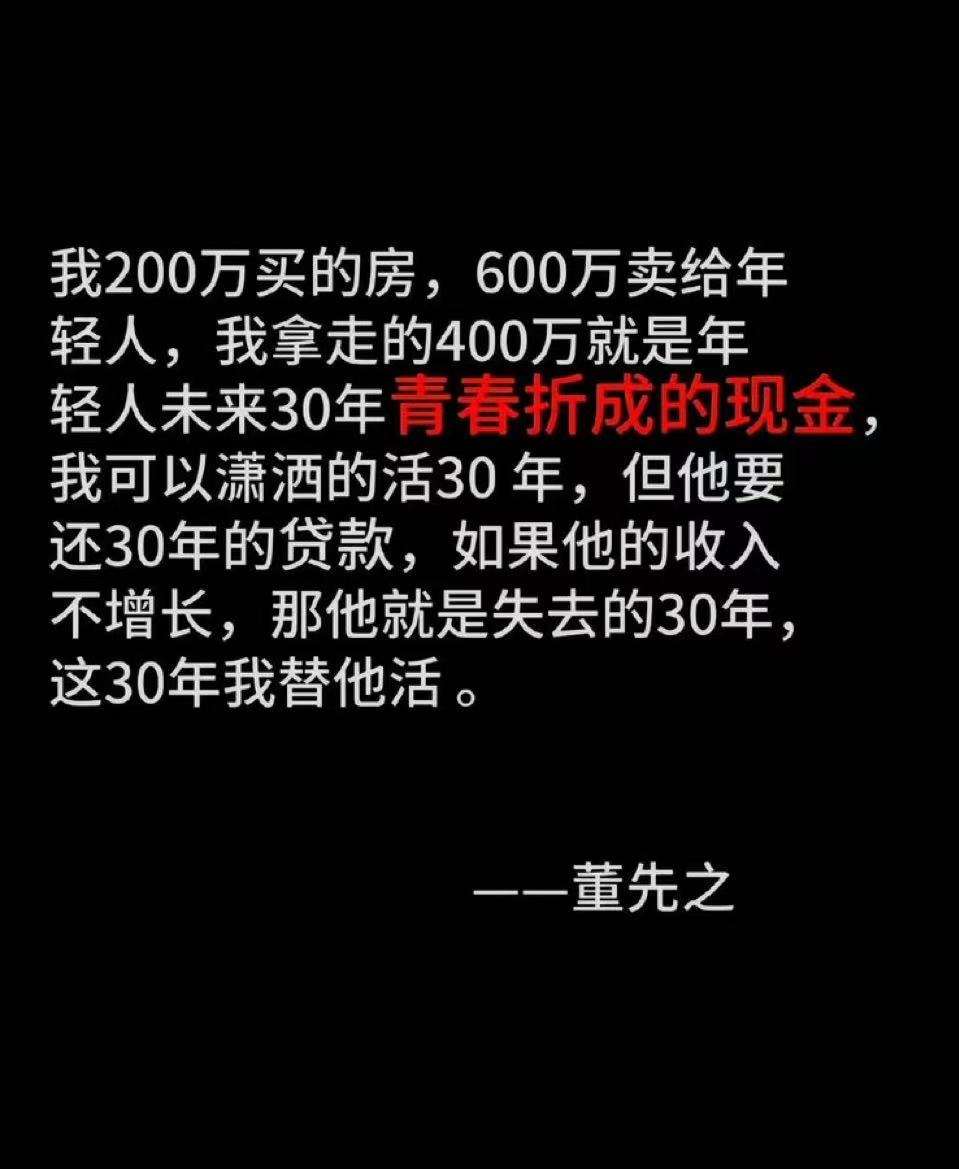 我200万买的房，600万卖给年
轻人，我拿走的400万就是年
轻人未来30年青春折成的现金，
我可以潇洒的活30 年，但他要
还30年的贷款，如果他的收入
不增长，那他就是失去的30年，
这30年我替他活 。
——董先之